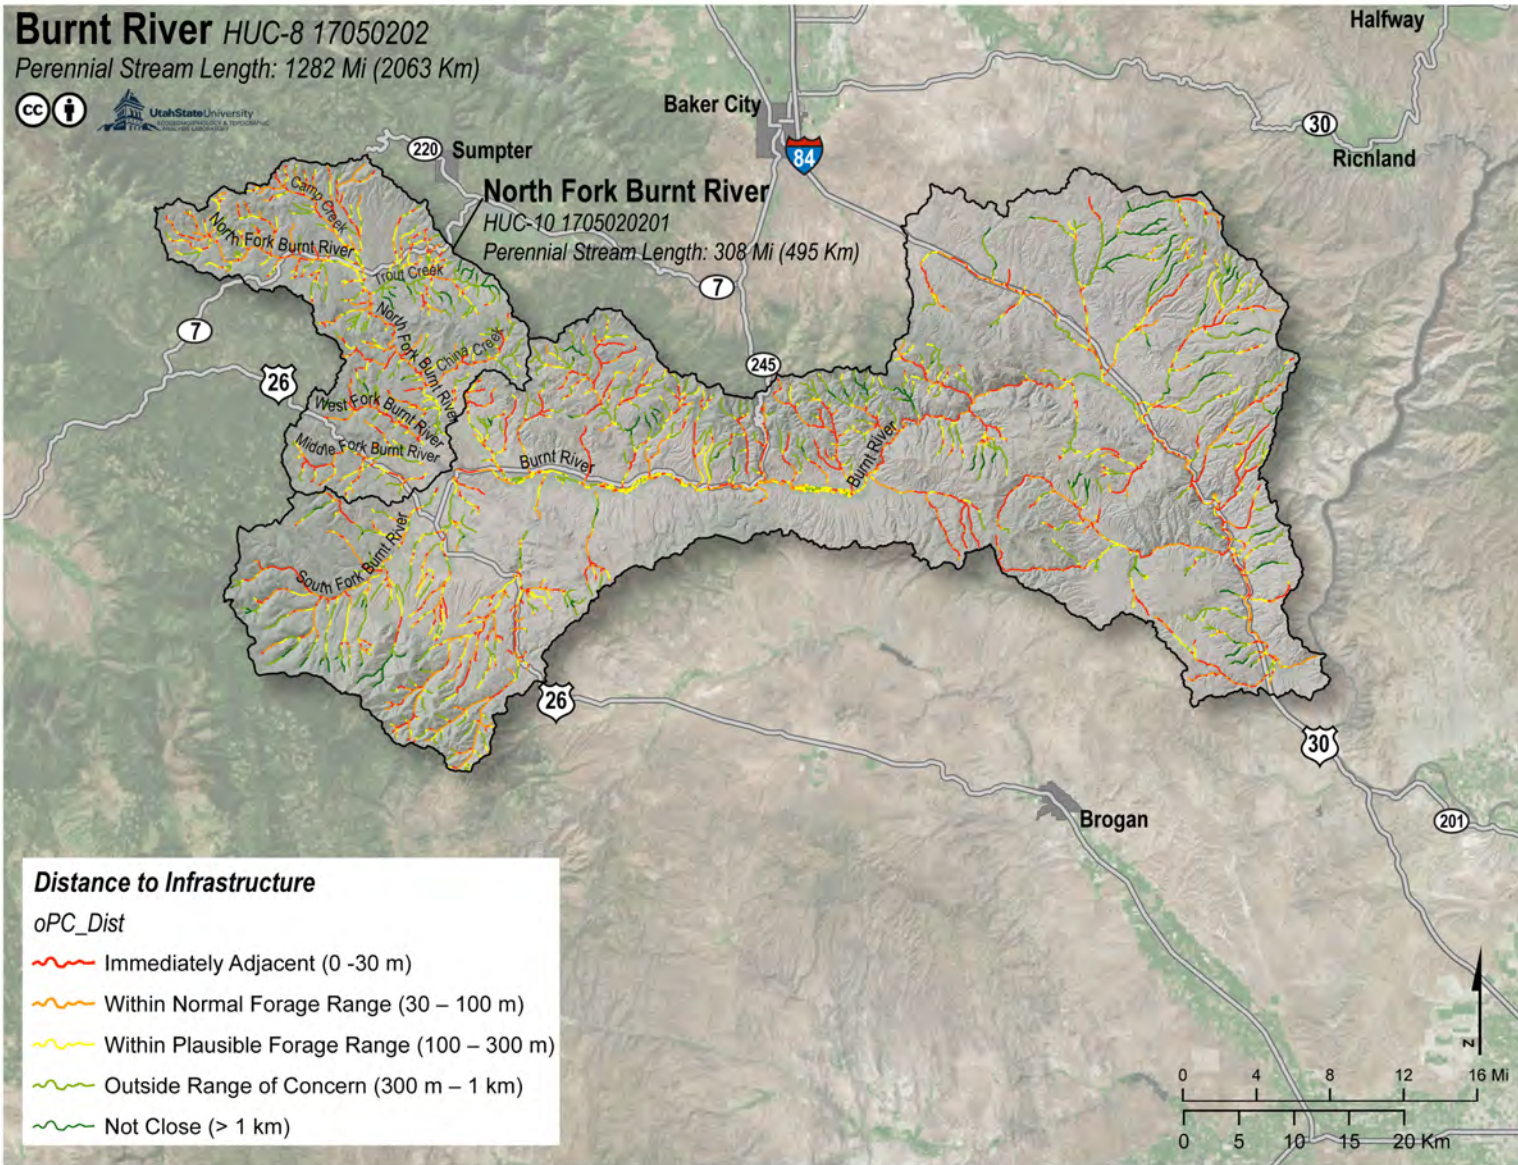 Burnt River HUC-8 17050202
Perennial Stream Length: 1282 Mi (2063 Km)
cc
UtahStateUniversity
ECOGEOMORPHOLOGY & TOPOGRAPHIC
ANALYSIS LABORATORY
Halfway
Baker City
84
30
Richland
220
Sumpter
North Fork Burnt River
HUC-10 1705020201
Perennial Stream Length: 308 Mi (495 Km)
Camp Creek
North Fork Burnt River
Trout Creek
7
7
North Fork Burnt River
China Creek
245
26
West Fork Burnt River
Middle Fork Burnt River
Burnt River
Burnt River
South Fork Burnt River
26
30
Brogan
201
Distance to Infrastructure
oPC_Dist
Immediately Adjacent (0 -30 m)
Within Normal Forage Range (30 – 100 m)
Within Plausible Forage Range (100 – 300 m)
Outside Range of Concern (300 m – 1 km)
Not Close (> 1 km)
N
0 4 8 12 16 Mi
0 5 10 15 20 Km